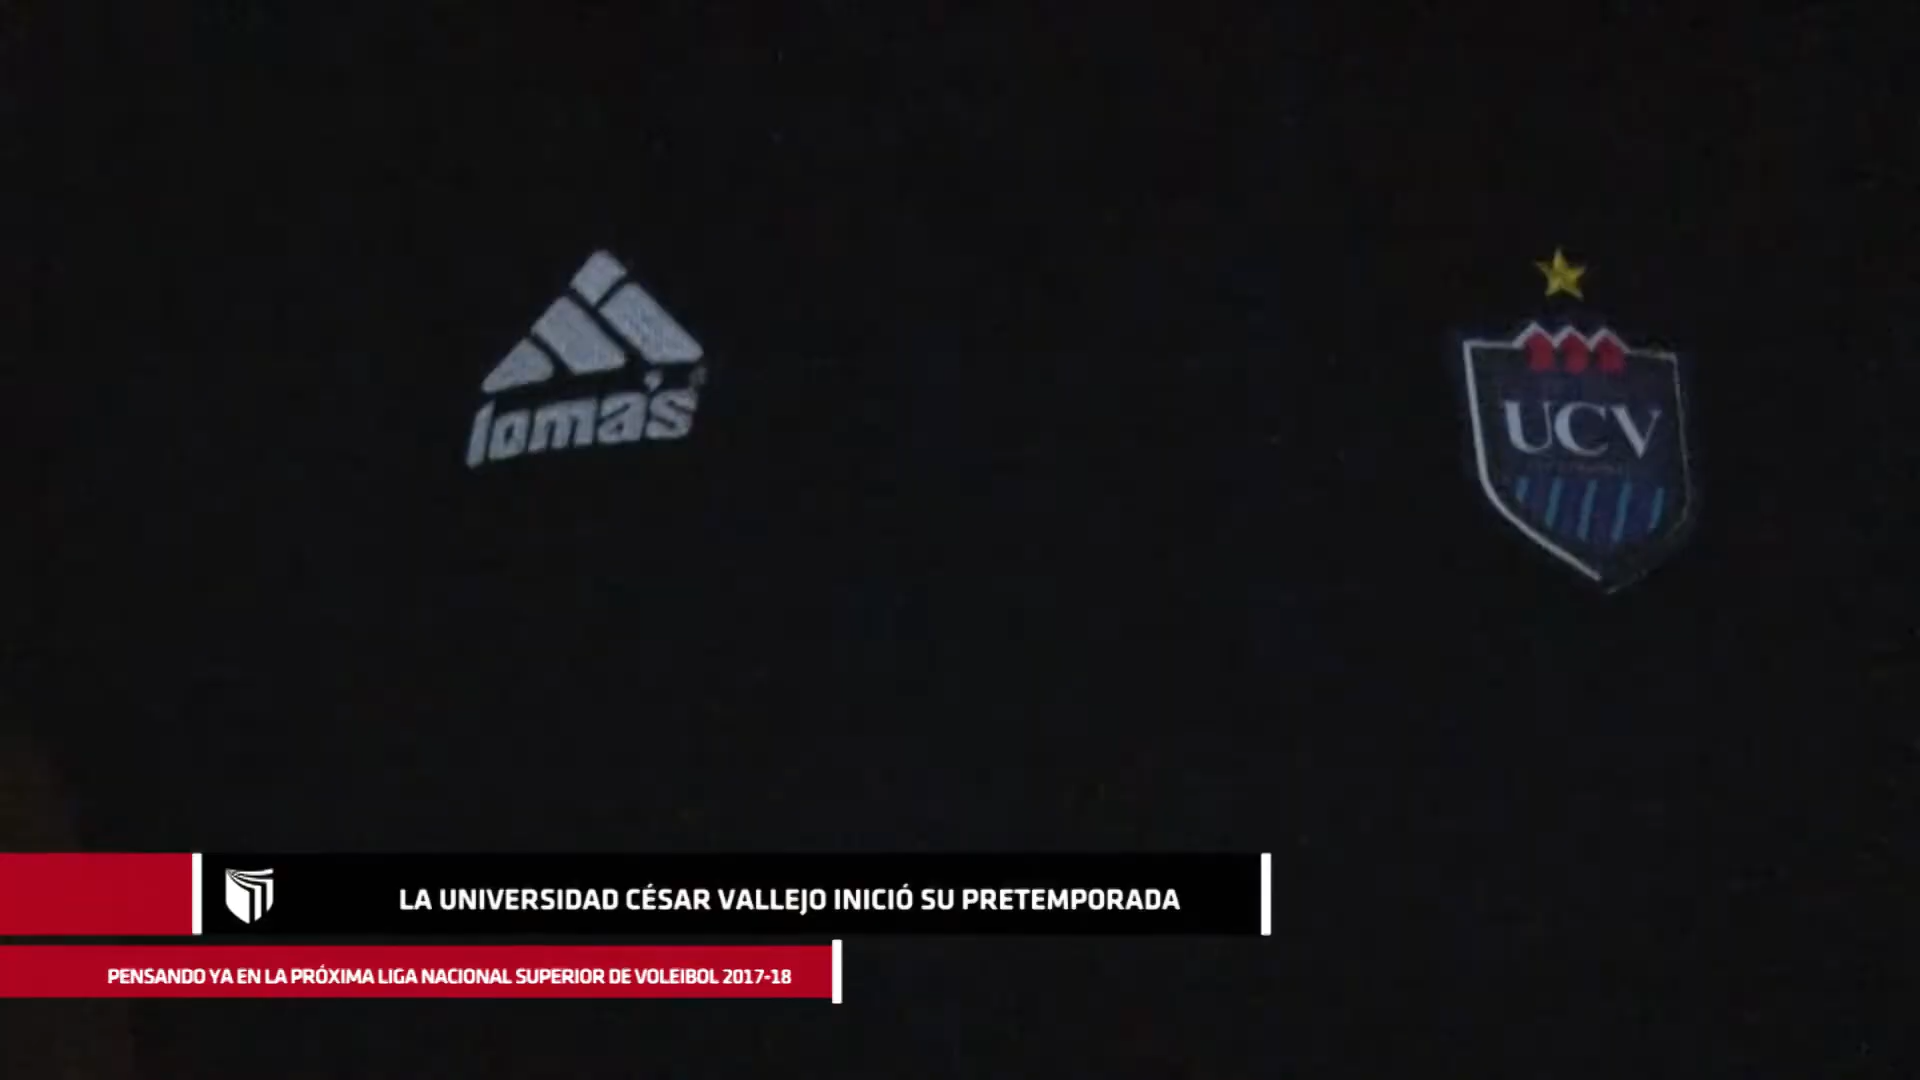 loma's
UCV
LA UNIVERSIDAD CÉSAR VALLEJO INICIÓ SU PRETEMPORADA
PENSANDO YA EN LA PRÓXIMA LIGA NACIONAL SUPERIOR DE VOLEIBOL 2017-18